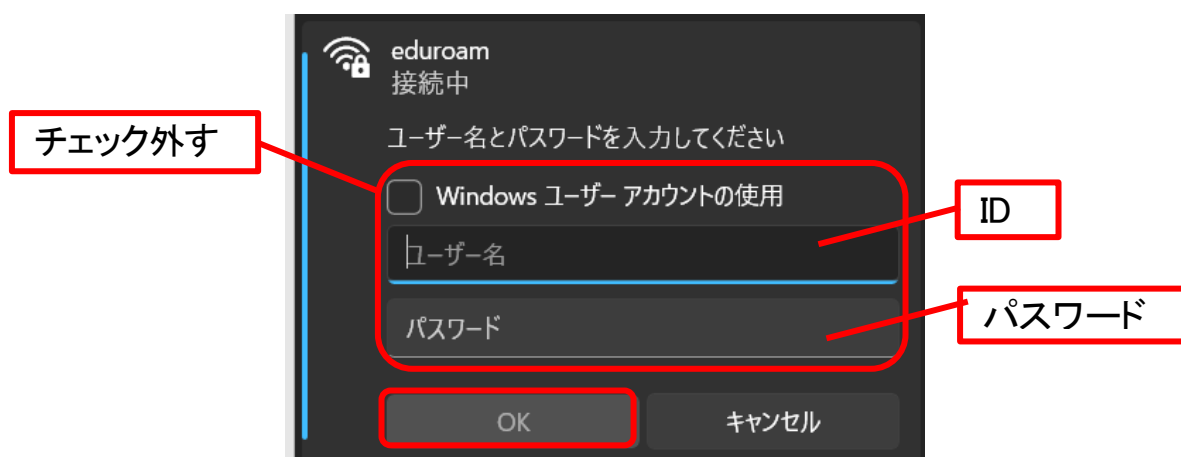 eduroam
接続中
チェック外す
ユーザー名とパスワードを入力してください
Windows ユーザー アカウントの使用
ID
ユーザー名
パスワード
パスワード
OK
キャンセル